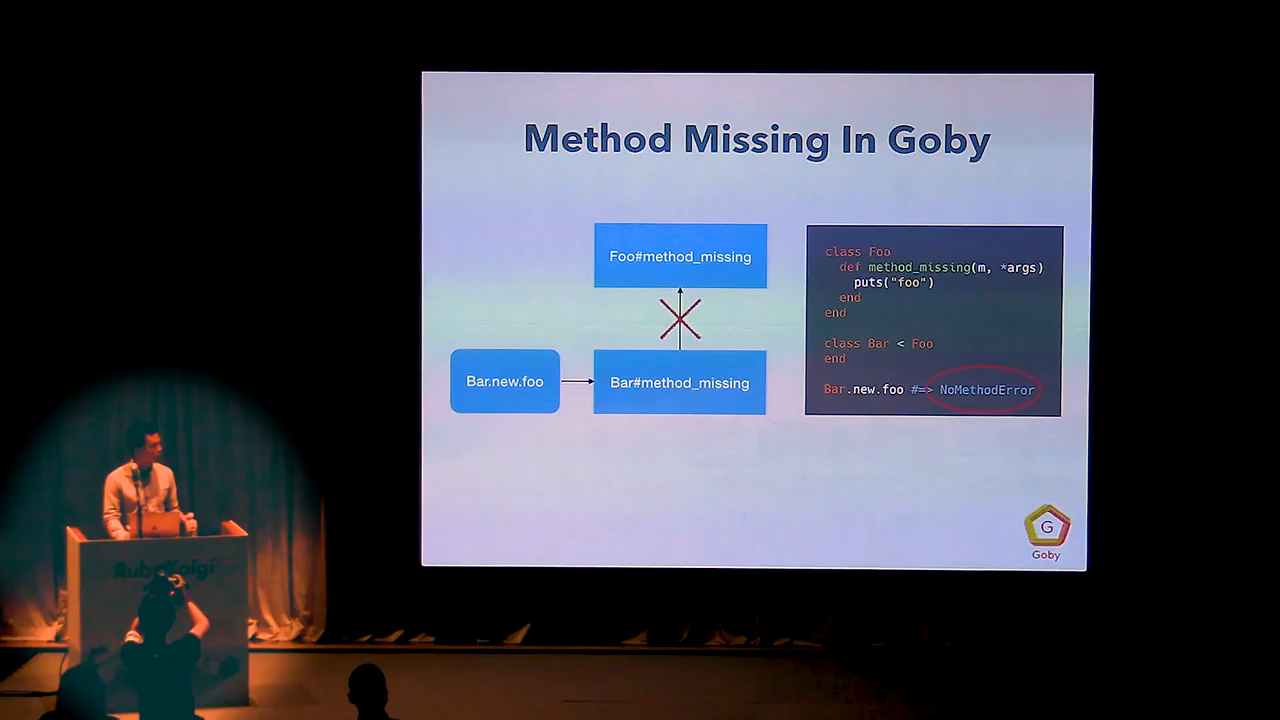 Method Missing In Goby
Foo#method_missing
Bar.new.foo
Bar#method_missing
class Foo
  def method_missing(m, *args)
    puts("foo")
  end
end
class Bar < Foo
end
Bar.new.foo #=> NoMethodError
G
Goby
RubyKaigi